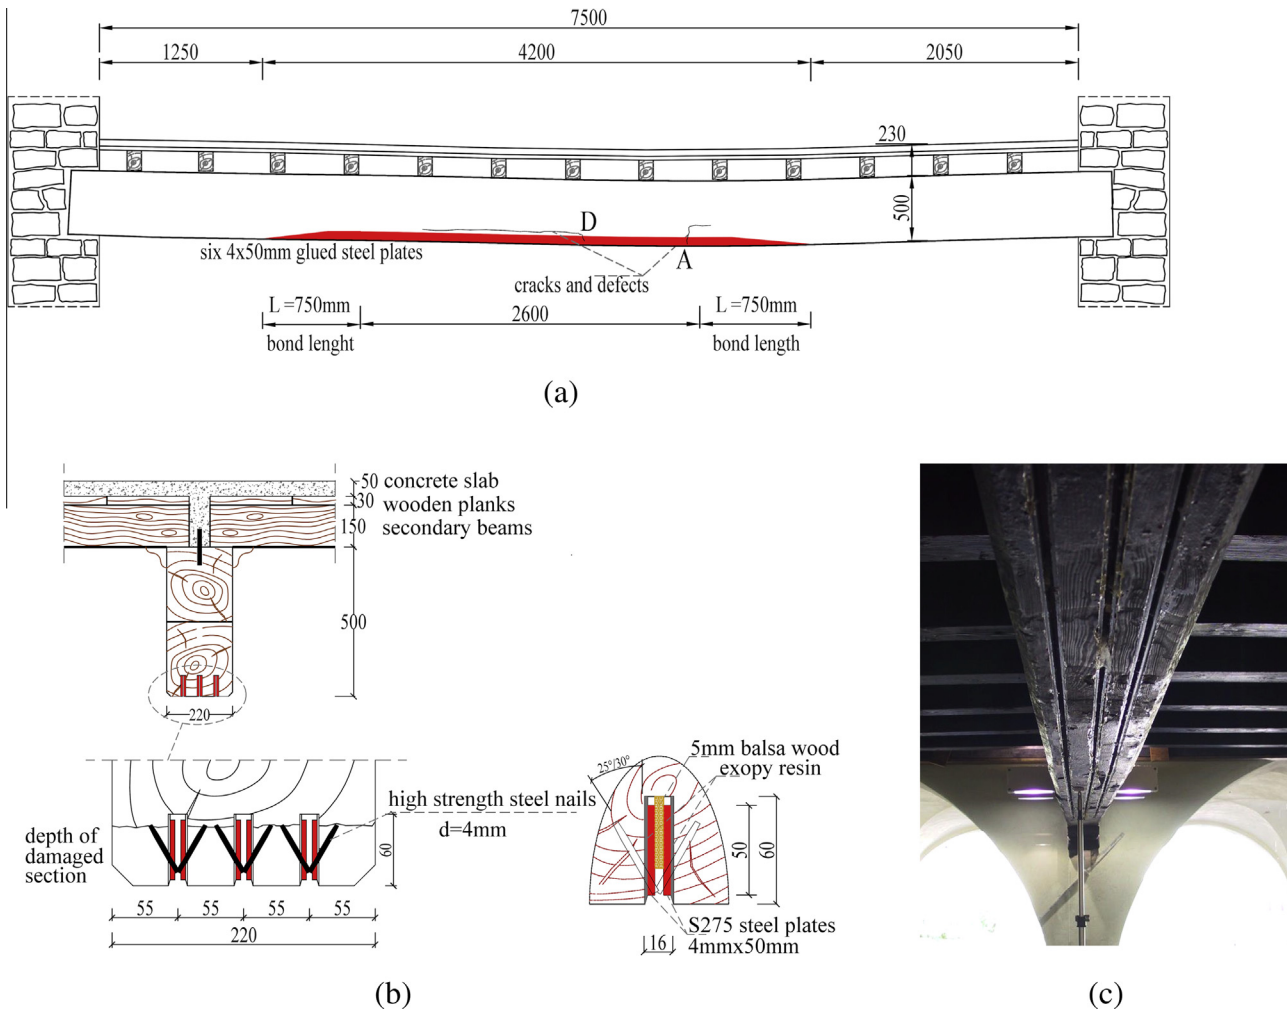 7500
1250
4200
2050
230
500
D
A
six 4x50mm glued steel plates
cracks and defects
L =750mm
2600
L =750mm
bond lenght
bond length
(a)
50 concrete slab
30 wooden planks
150 secondary beams
500
220
high strength steel nails
d=4mm
depth of
damaged
section
60
55 55 55 55
220
25°/30°
5mm balsa wood
exopy resin
50
60
S275 steel plates
4mmx50mm
16
(b)
(c)